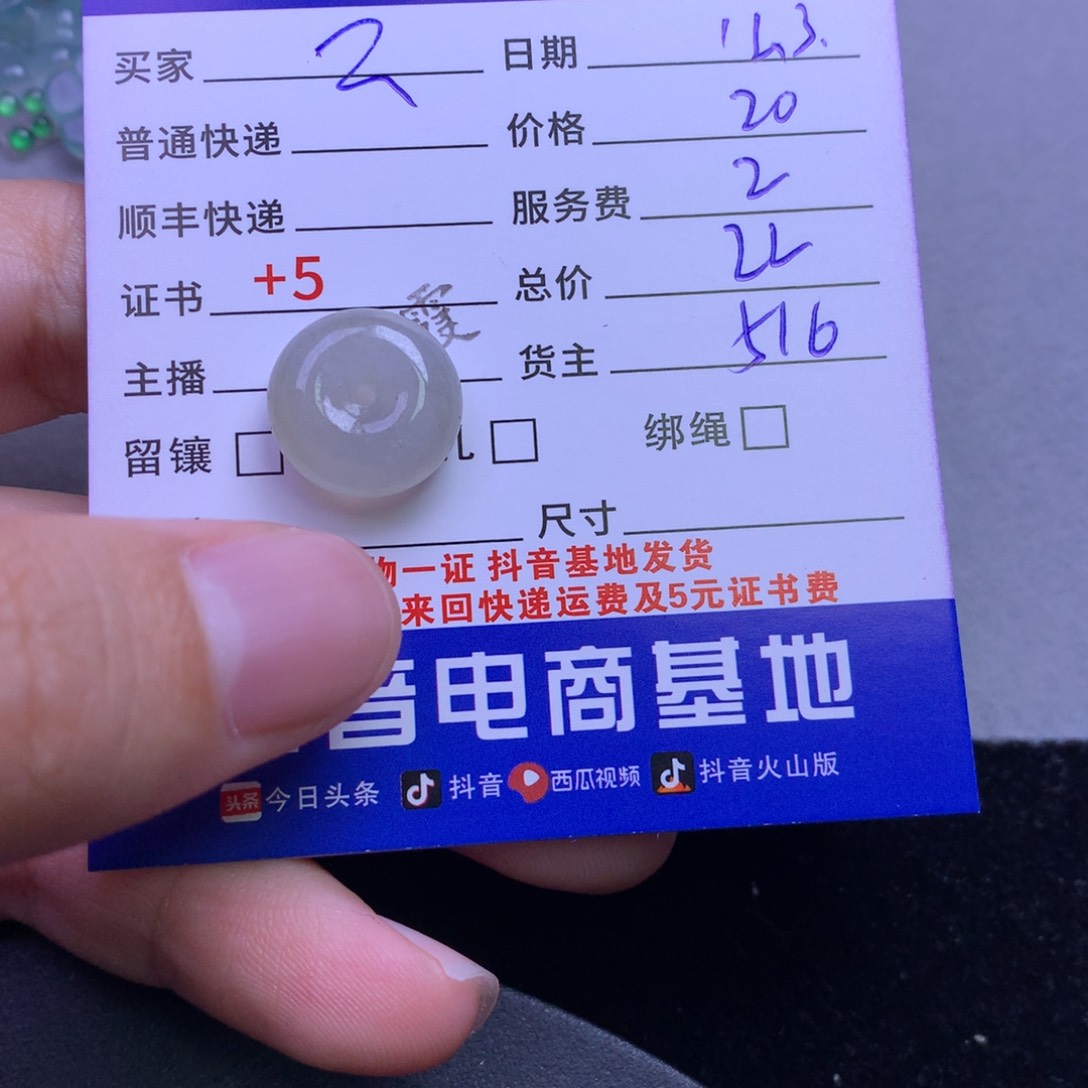 买家 2 日期
普通快递 价格 20
顺丰快递 服务费 2
证书 +5 总价 22
主播 霞 货主 516
留镶 绑绳
尺寸
物一证 抖音基地发货
来回快递运费及5元证书费
音电商基地
头条 今日头条 抖音 西瓜视频 抖音火山版